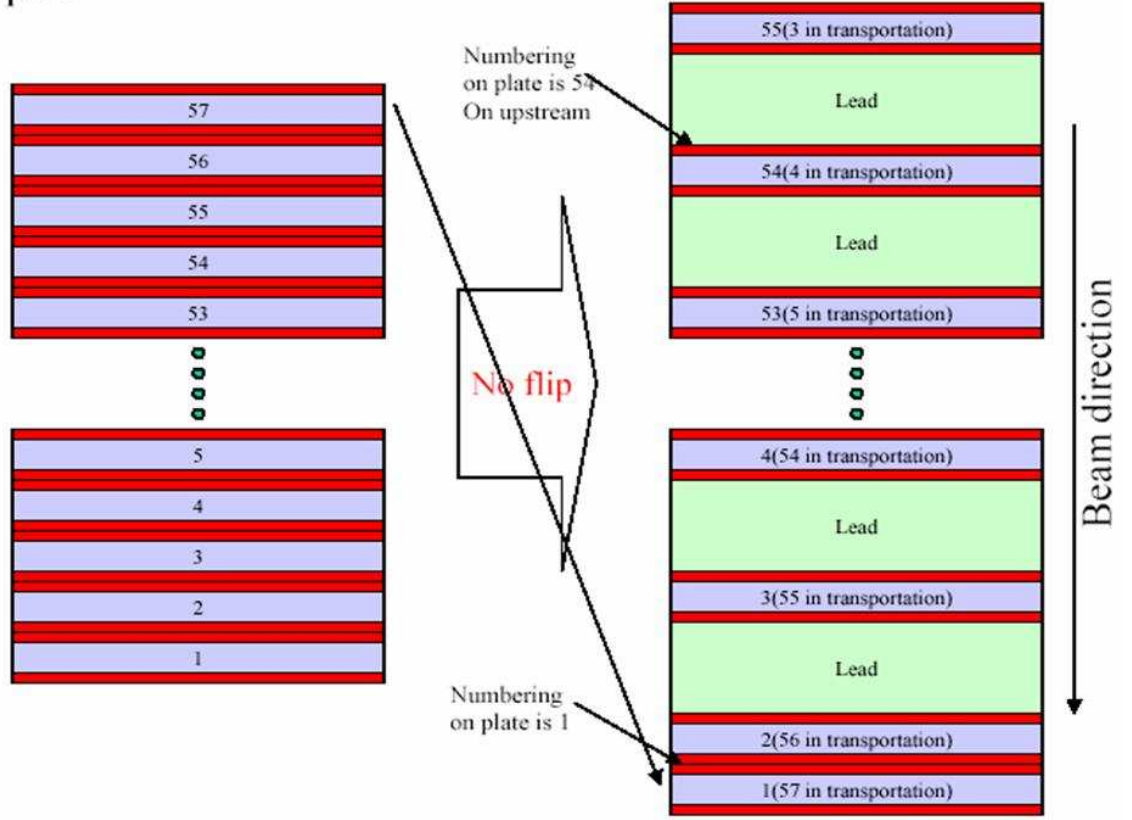 57
56
55
54
53
5
4
3
2
1
Numbering
on plate is 54
On upstream
No flip
Numbering
on plate is 1
55(3 in transportation)
Lead
54(4 in transportation)
Lead
53(5 in transportation)
4(54 in transportation)
Lead
3(55 in transportation)
Lead
2(56 in transportation)
1(57 in transportation)
Beam direction